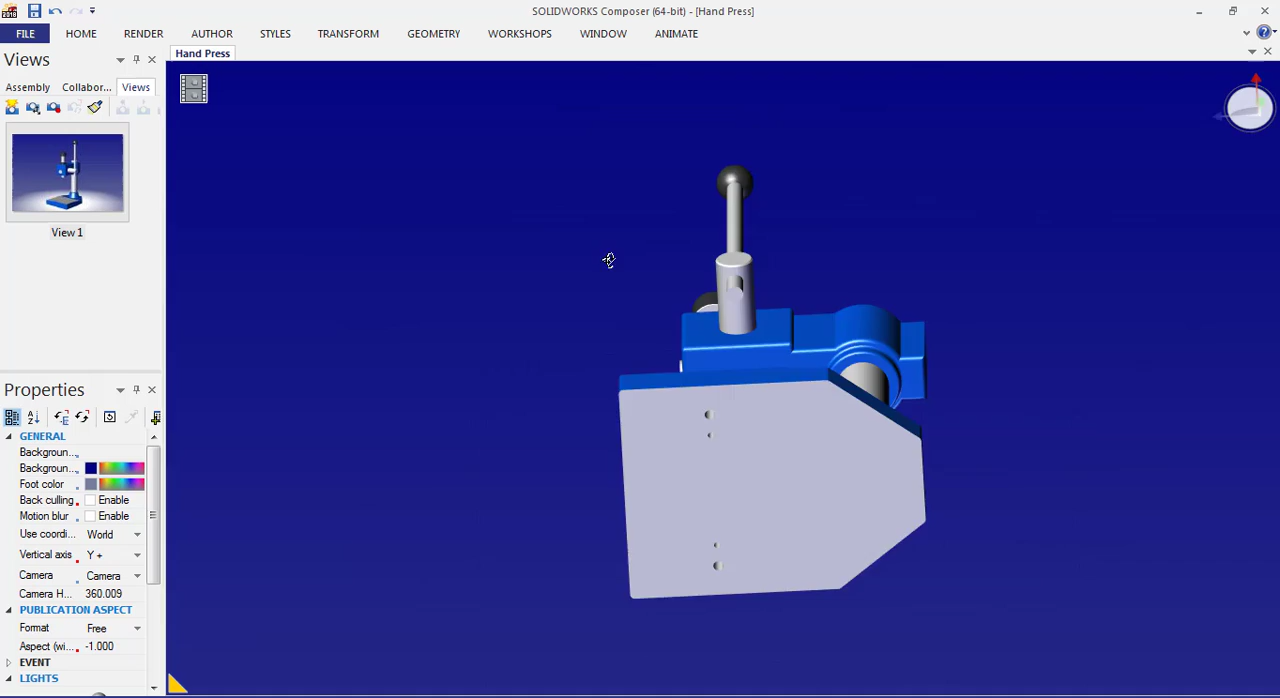 SOLIDWORKS Composer (64-bit) - [Hand Press]
FILE HOME RENDER AUTHOR STYLES TRANSFORM GEOMETRY WORKSHOPS WINDOW ANIMATE
Views
Hand Press
Assembly Collabor... Views
View 1
Properties
GENERAL
Backgroun...
Backgroun...
Foot color
Back culling Enable
Motion blur Enable
Use coordi... World
Vertical axis Y +
Camera Camera
Camera H... 360.009
PUBLICATION ASPECT
Format Free
Aspect (wi... -1.000
EVENT
LIGHTS